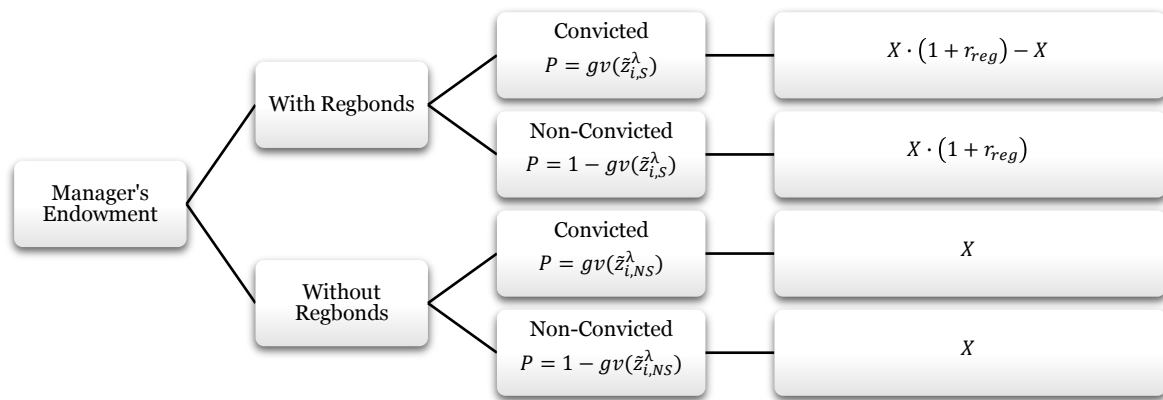 Convicted
P = gv(z̃^λ_{i,S})
X · (1 + r_{reg}) − X
With Regbonds
Non-Convicted
P = 1 − gv(z̃^λ_{i,S})
X · (1 + r_{reg})
Manager's
Endowment
Convicted
P = gv(z̃^λ_{i,NS})
X
Without
Regbonds
Non-Convicted
P = 1 − gv(z̃^λ_{i,NS})
X